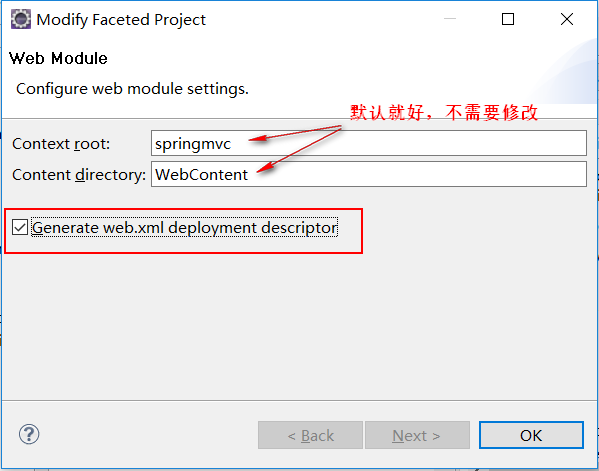 Modify Faceted Project
Web Module
Configure web module settings.
默认就好，不需要修改
Context root: springmvc
Content directory: WebContent
Generate web.xml deployment descriptor
?
< Back
Next >
OK